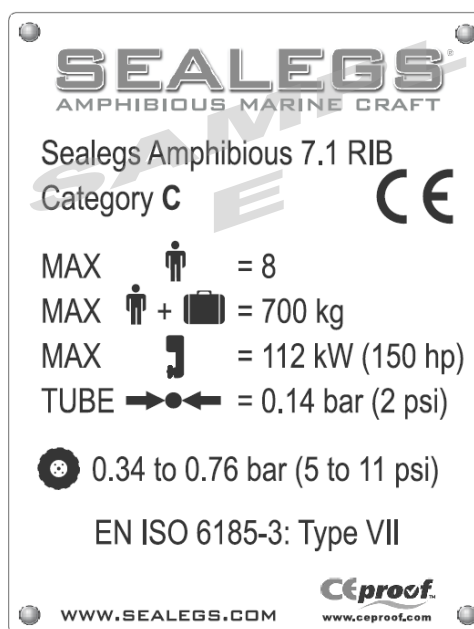 SEALEGS®
AMPHIBIOUS MARINE CRAFT
SAMPLE
Sealegs Amphibious 7.1 RIB
Category C CE
MAX = 8
MAX + = 700 kg
MAX = 112 kW (150 hp)
TUBE = 0.14 bar (2 psi)
0.34 to 0.76 bar (5 to 11 psi)
EN ISO 6185-3: Type VII
CEproof™
WWW.SEALEGS.COM www.ceproof.com